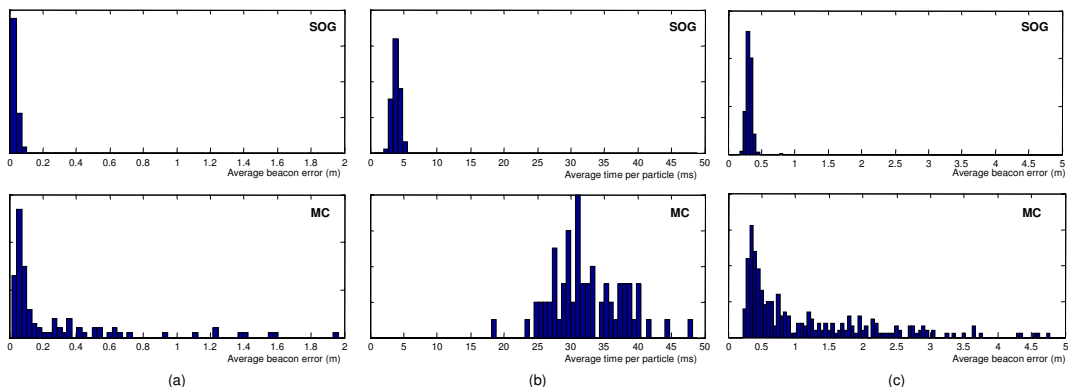 SOG
0 0.2 0.4 0.6 0.8 1 1.2 1.4 1.6 1.8 2
Average beacon error (m)
SOG
0 5 10 15 20 25 30 35 40 45 50
Average time per particle (ms)
SOG
0 0.5 1 1.5 2 2.5 3 3.5 4 4.5 5
Average beacon error (m)
MC
0 0.2 0.4 0.6 0.8 1 1.2 1.4 1.6 1.8 2
Average beacon error (m)
MC
0 5 10 15 20 25 30 35 40 45 50
Average time per particle (ms)
MC
0 0.5 1 1.5 2 2.5 3 3.5 4 4.5 5
Average beacon error (m)
(a)
(b)
(c)